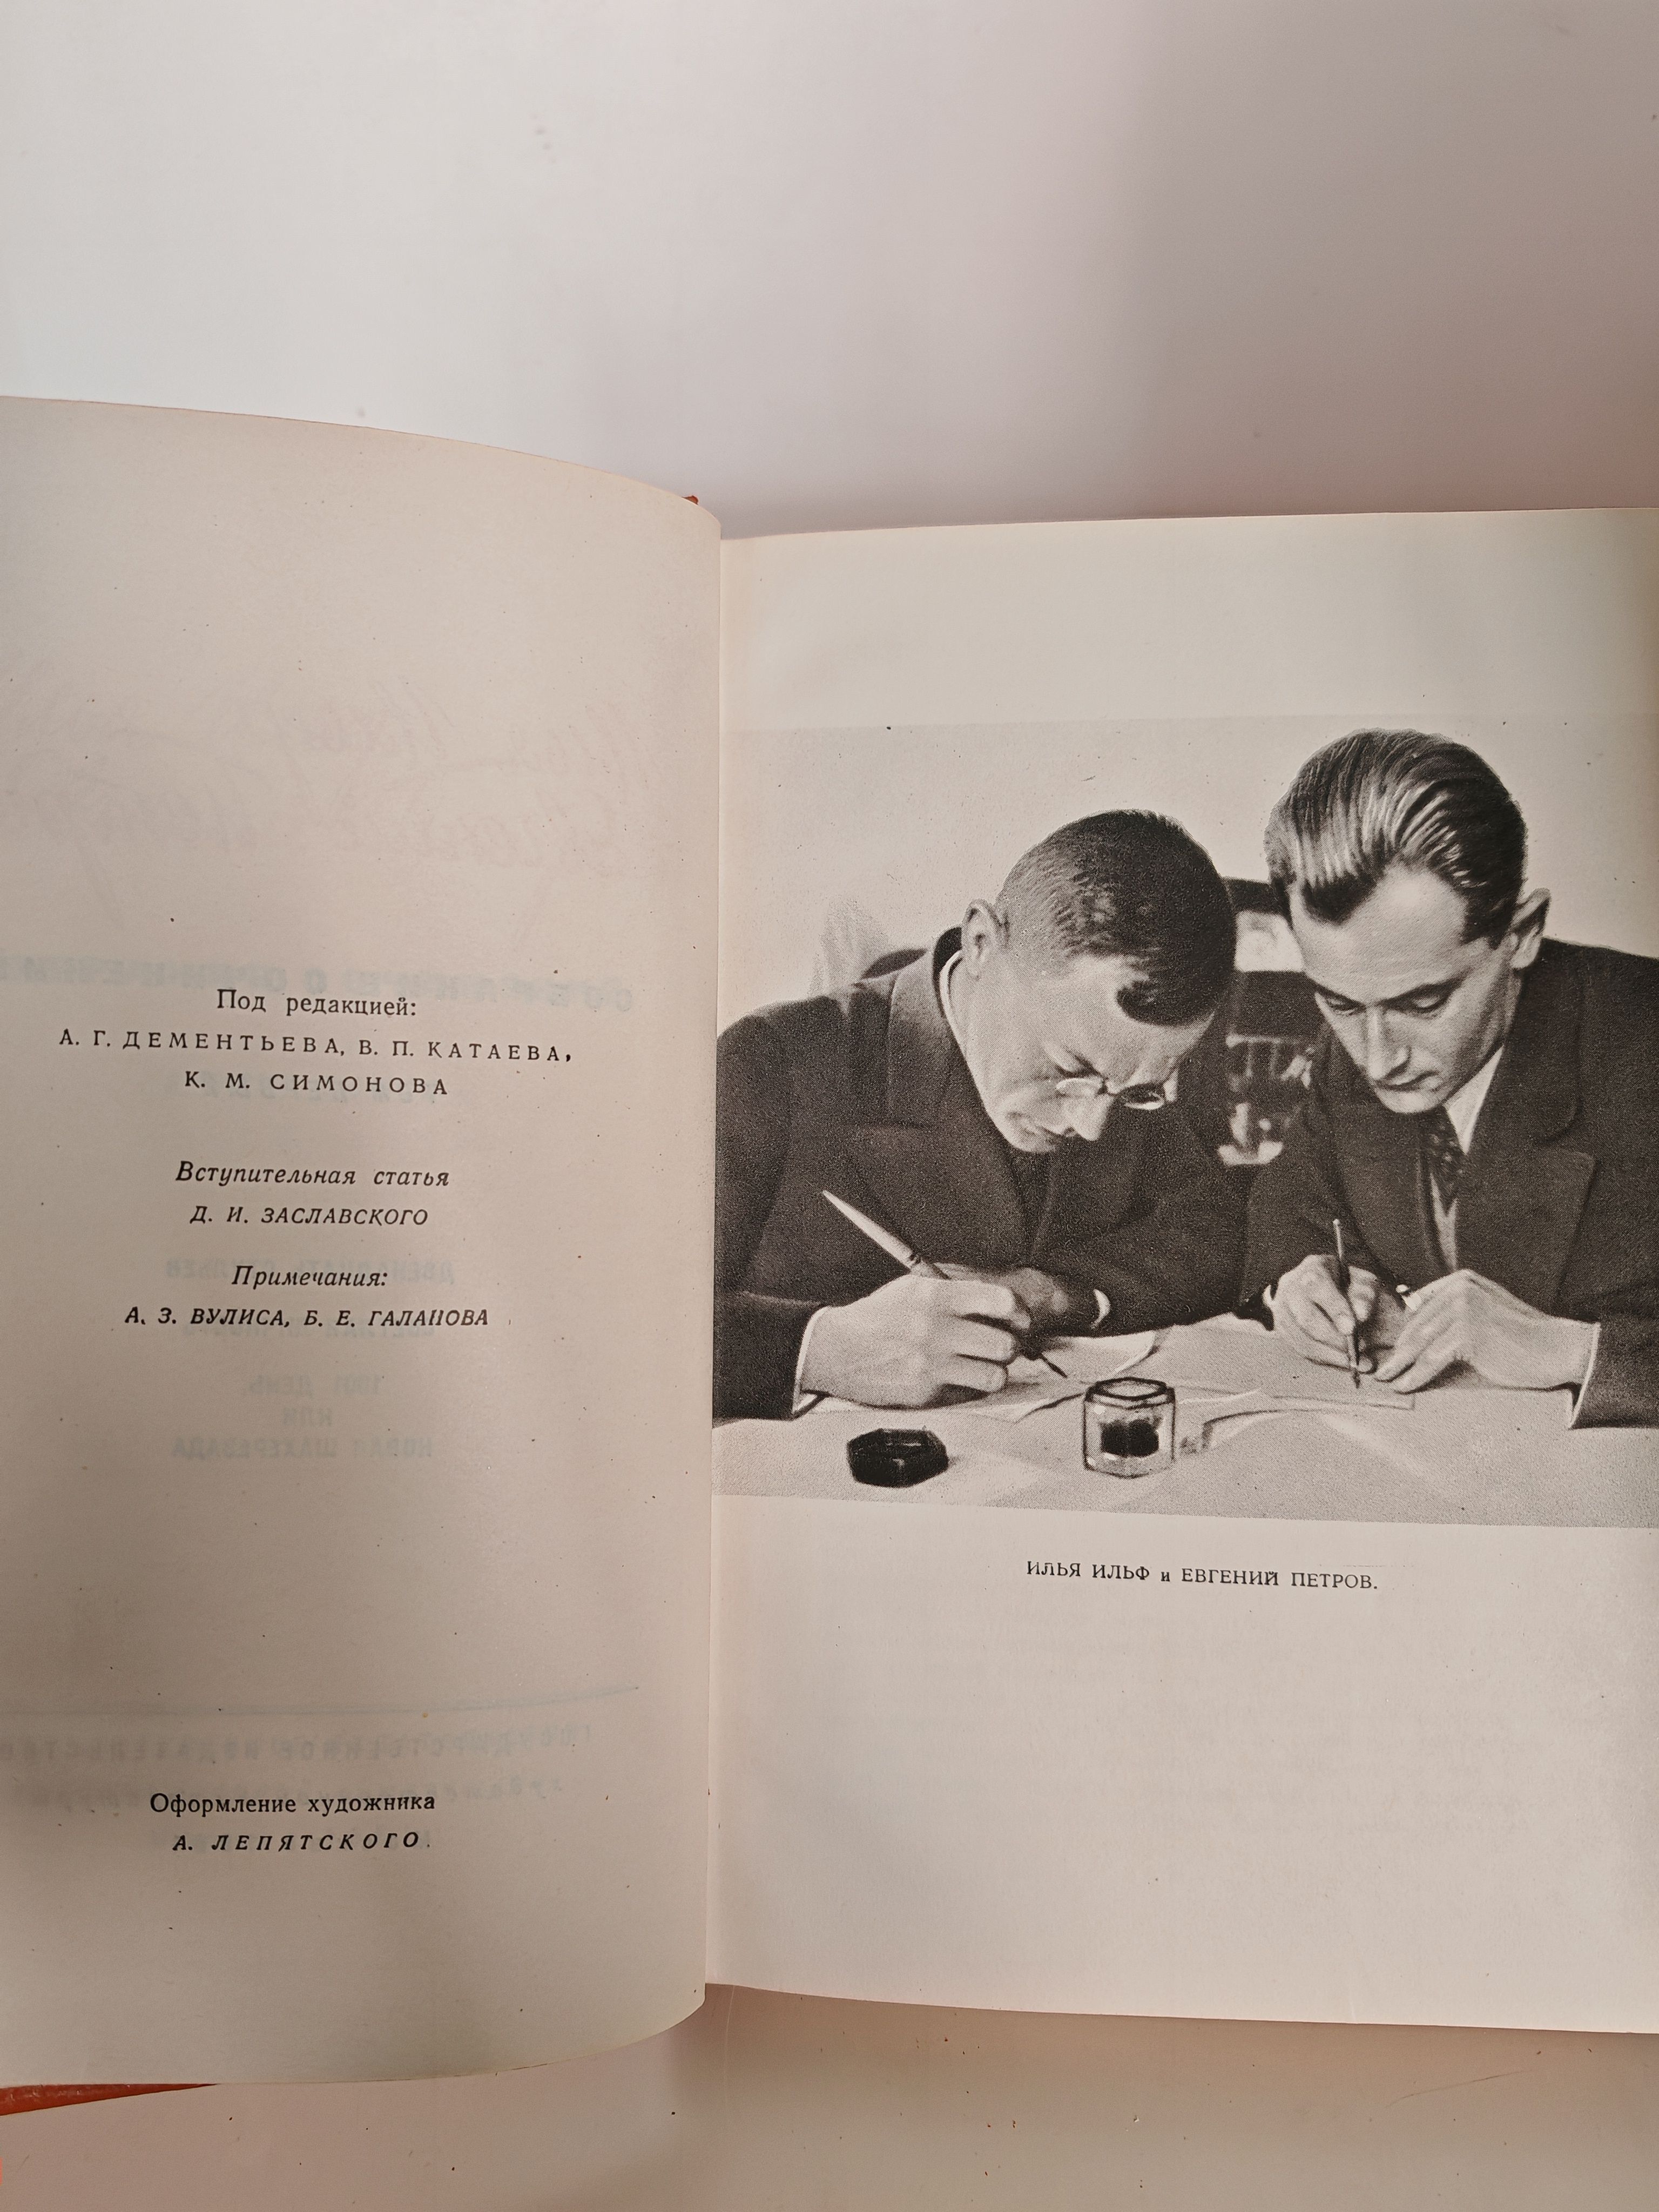 Под редакцией:
А. Г. ДЕМЕНТЬЕВА, В. П. КАТАЕВА,
К. М. СИМОНОВА
Вступительная статья
Д. И. ЗАСЛАВСКОГО
Примечания:
А. З. ВУЛИСА, Б. Е. ГАЛАНОВА
Оформление художника
А. ЛЕПЯТСКОГО.
ИЛЬЯ ИЛЬФ и ЕВГЕНИЙ ПЕТРОВ.